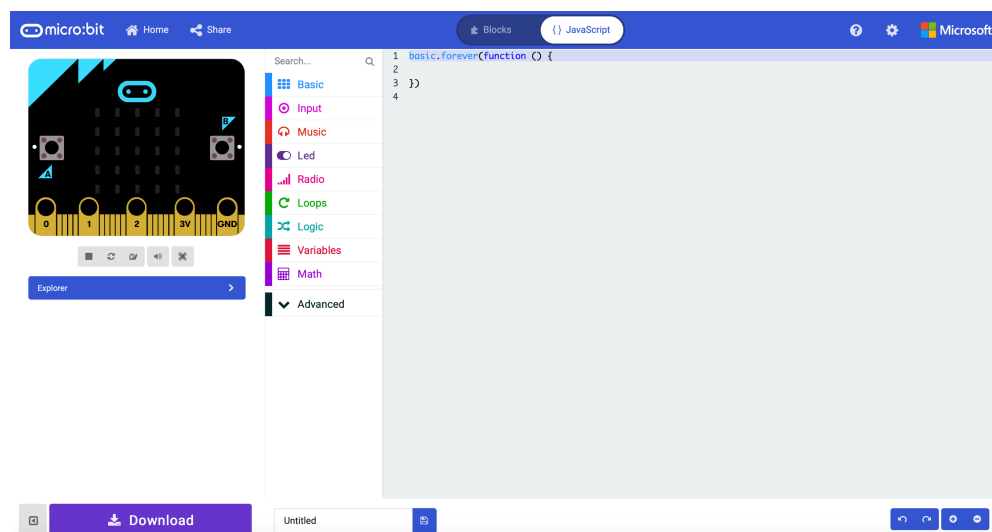 micro:bit Home Share Blocks {} JavaScript ? Microsoft
Search...
Basic
Input
Music
Led
Radio
Loops
Logic
Variables
Math
Advanced
B
A
0 1 2 3V GND
Explorer
1 basic.forever(function () {
2
3 })
4
Download
Untitled